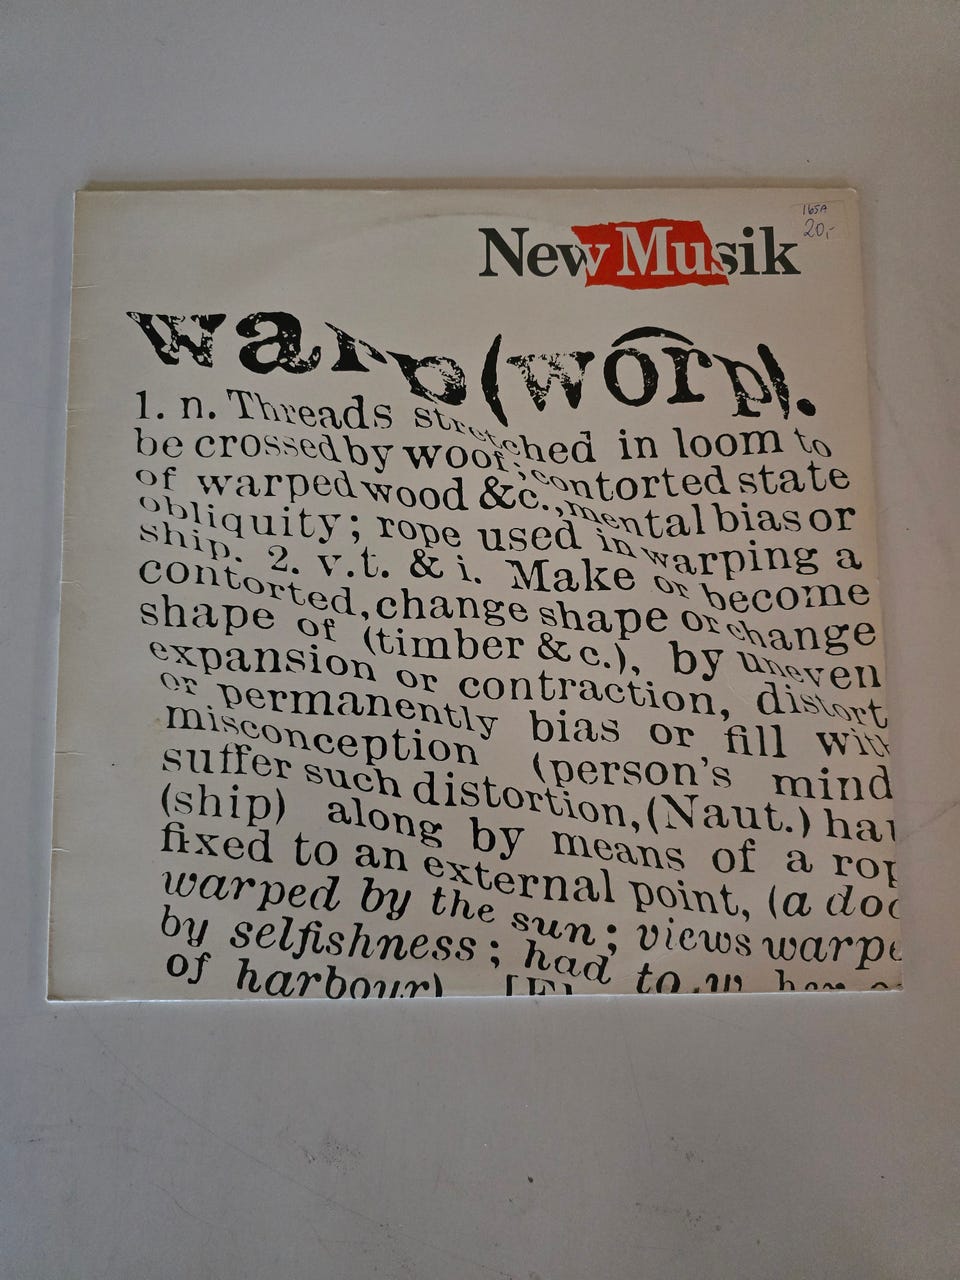 165A
20,-
New Musik
warp (wôrp).
1. n. Threads stretched in loom to
be crossed by woof; contorted state
of warped wood &c., mental bias or
obliquity; rope used in warping a
ship. 2. v.t. & i. Make or become
contorted, change shape or change
shape of (timber & c.), by uneven
expansion or contraction, distort
or permanently bias or fill with
misconception (person's mind
suffer such distortion, (Naut.) hau
fixed to an external point, (a doo
(ship) along by means of a rop
warped by the sun; views warpe
by selfishness; had to w her o
of harbour) [E]